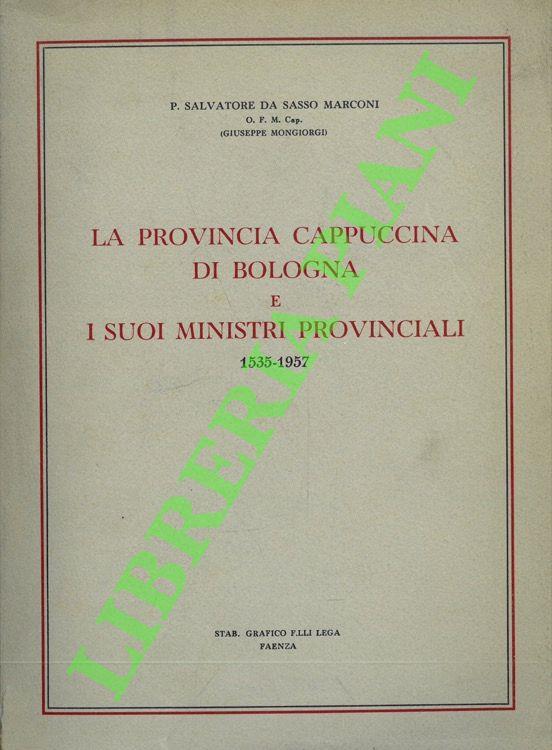 P. SALVATORE DA SASSO MARCONI
O. F. M. Cap.
(GIUSEPPE MONGIORGI)
LA PROVINCIA CAPPUCCINA
DI BOLOGNA
E
I SUOI MINISTRI PROVINCIALI
1535-1957
STAB. GRAFICO F.LLI LEGA
FAENZA
LIBRERIA PIANI